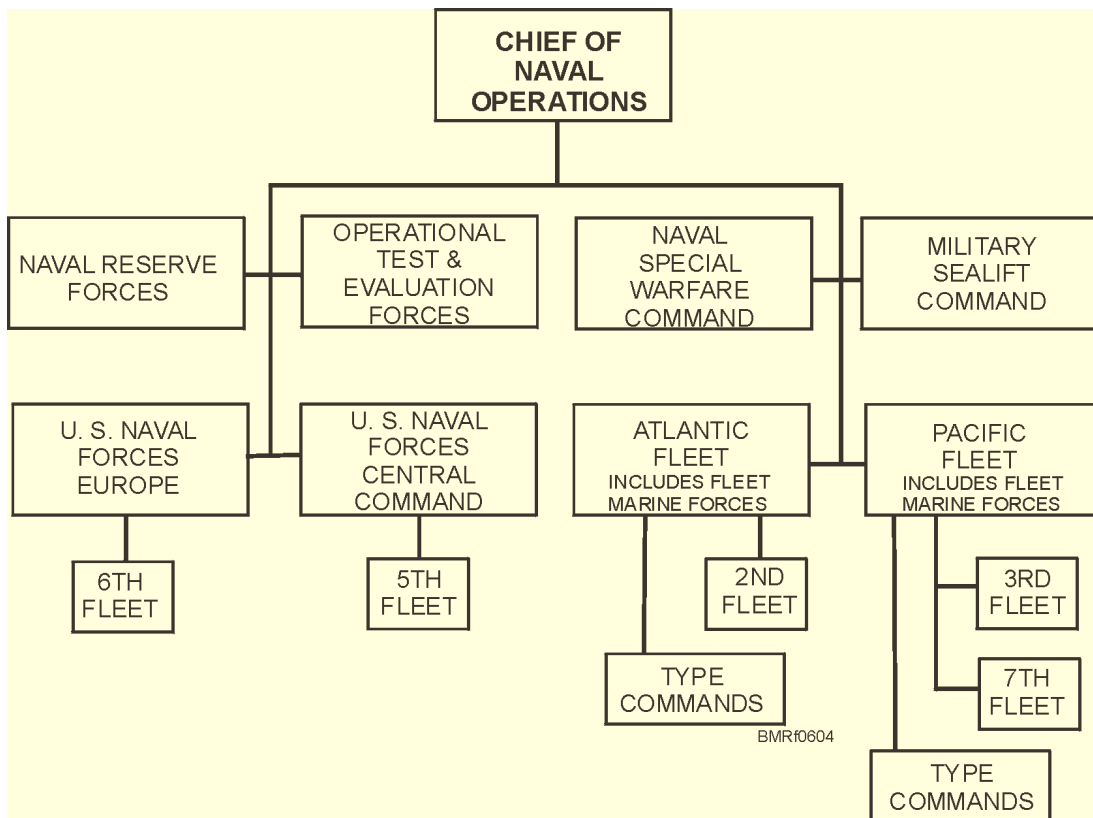 CHIEF OF
NAVAL
OPERATIONS
NAVAL RESERVE
FORCES
OPERATIONAL
TEST &
EVALUATION
FORCES
NAVAL
SPECIAL
WARFARE
COMMAND
MILITARY
SEALIFT
COMMAND
U. S. NAVAL
FORCES
EUROPE
U. S. NAVAL
FORCES
CENTRAL
COMMAND
ATLANTIC
FLEET
INCLUDES FLEET
MARINE FORCES
PACIFIC
FLEET
INCLUDES FLEET
MARINE FORCES
6TH
FLEET
5TH
FLEET
2ND
FLEET
3RD
FLEET
TYPE
COMMANDS
7TH
FLEET
BMRf0604
TYPE
COMMANDS